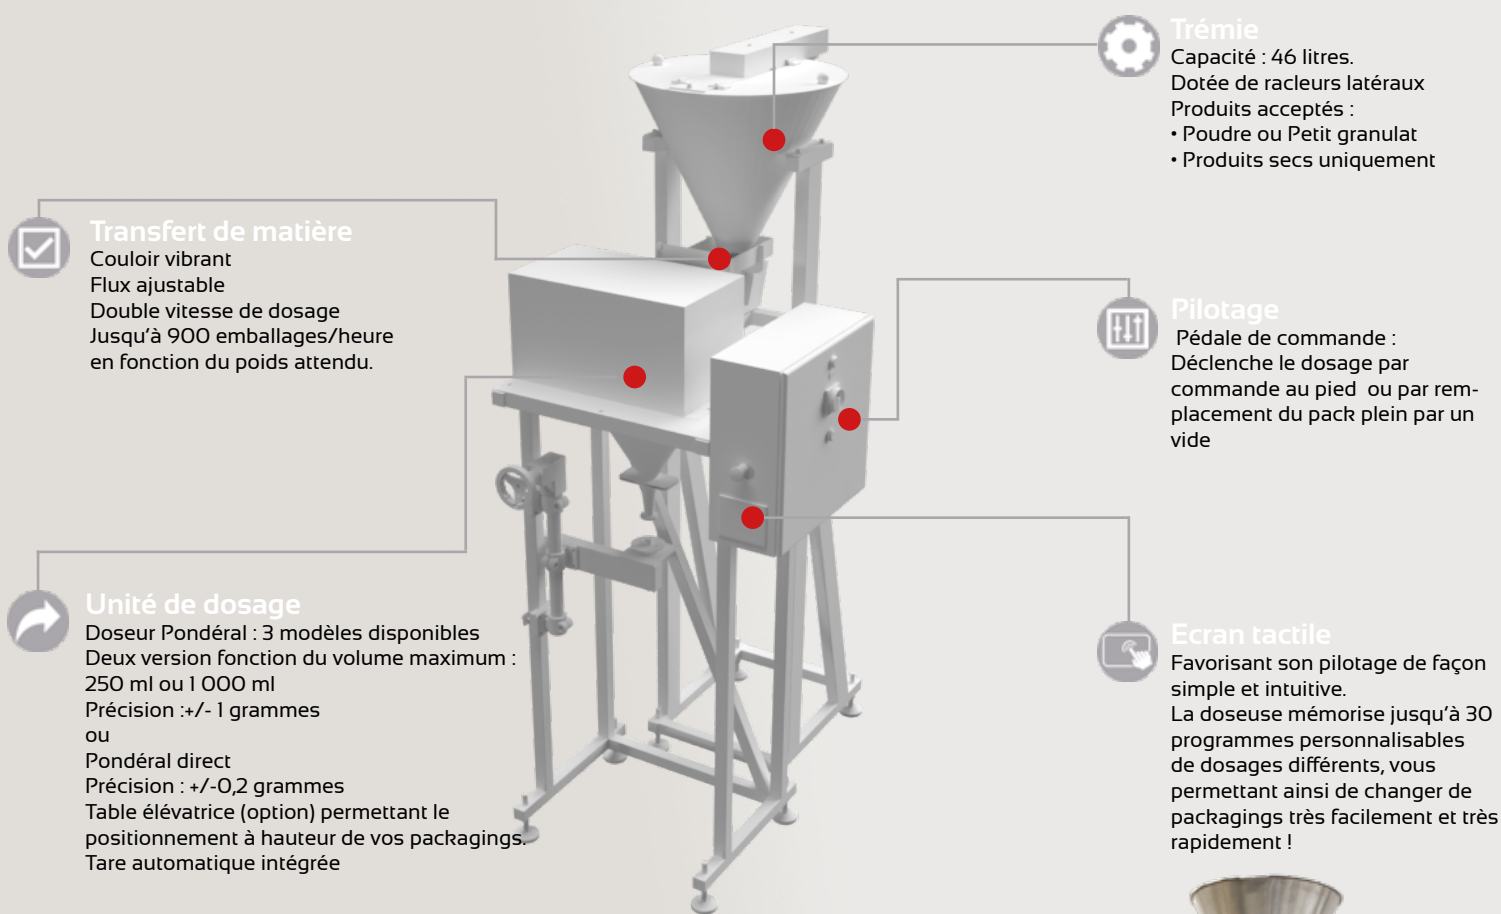 Trémie
Capacité : 46 litres.
Dotée de racleurs latéraux
Produits acceptés :
• Poudre ou Petit granulat
• Produits secs uniquement
Transfert de matière
Couloir vibrant
Flux ajustable
Double vitesse de dosage
Jusqu'à 900 emballages/heure
en fonction du poids attendu.
Pilotage
Pédale de commande :
Déclenche le dosage par
commande au pied ou par rem-
placement du pack plein par un
vide
Unité de dosage
Doseur Pondéral : 3 modèles disponibles
Deux version fonction du volume maximum :
250 ml ou 1 000 ml
Précision :+/- 1 grammes
ou
Pondéral direct
Précision : +/-0,2 grammes
Table élévatrice (option) permettant le
positionnement à hauteur de vos packagings.
Tare automatique intégrée
Ecran tactile
Favorisant son pilotage de façon
simple et intuitive.
La doseuse mémorise jusqu'à 30
programmes personnalisables
de dosages différents, vous
permettant ainsi de changer de
packagings très facilement et très
rapidement !